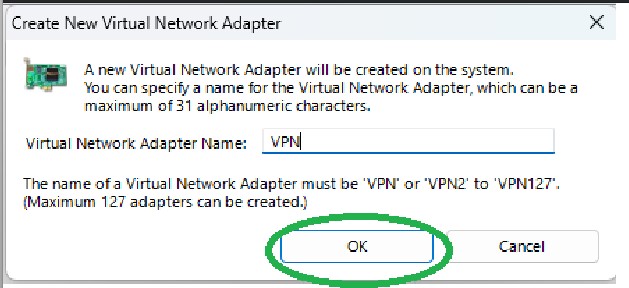 Create New Virtual Network Adapter
A new Virtual Network Adapter will be created on the system.
You can specify a name for the Virtual Network Adapter, which can be a
maximum of 31 alphanumeric characters.
Virtual Network Adapter Name: VPN
The name of a Virtual Network Adapter must be 'VPN' or 'VPN2' to 'VPN127'.
(Maximum 127 adapters can be created.)
OK Cancel